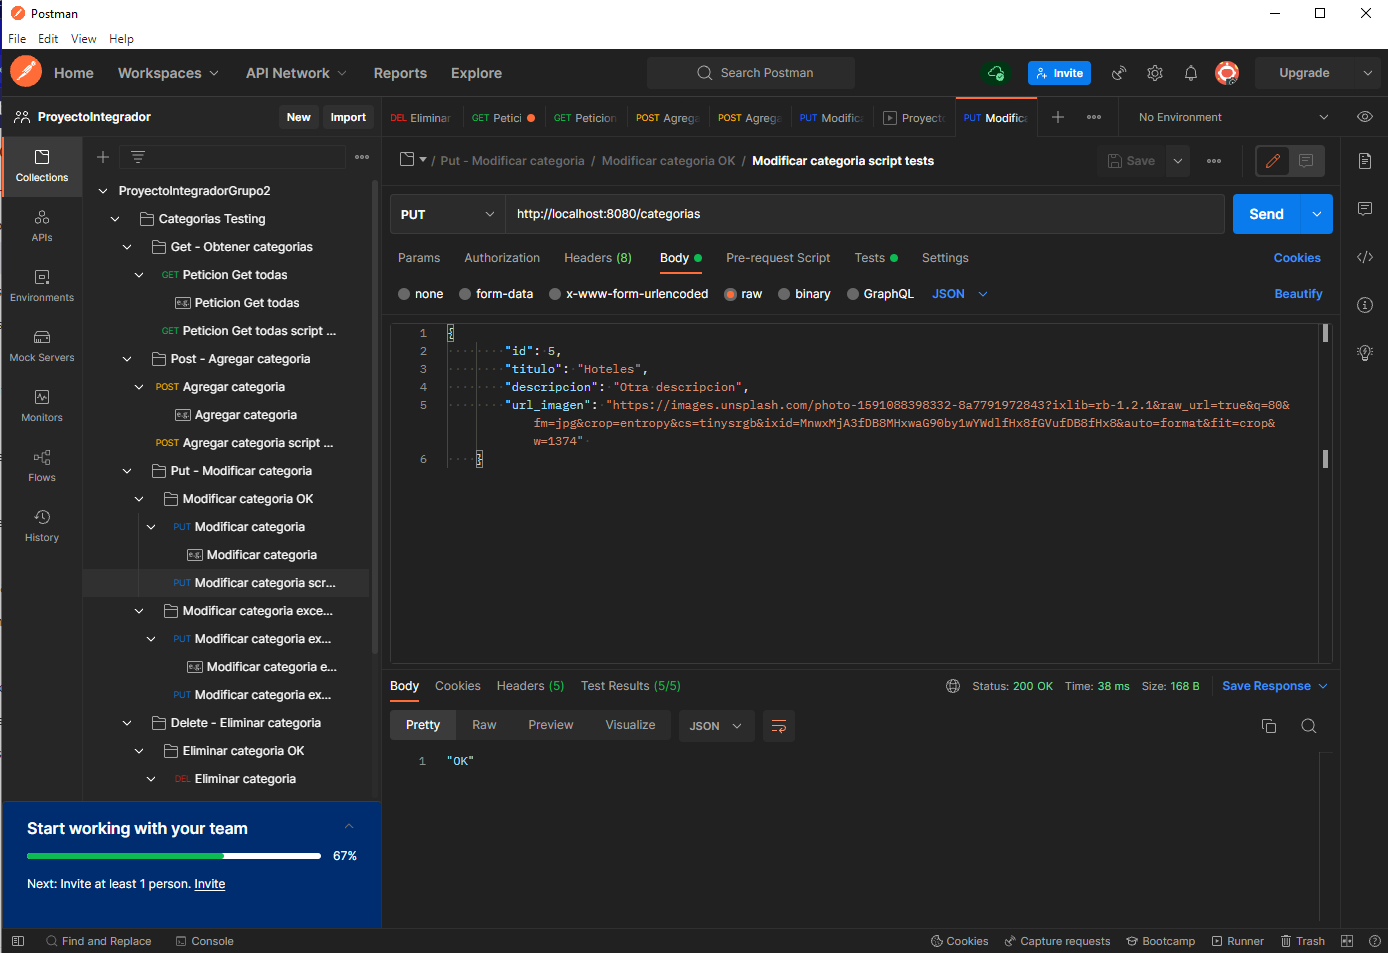 Postman
File Edit View Help
Home Workspaces API Network Reports Explore Search Postman Invite Upgrade
ProyectoIntegrador New Import
DEL Eliminar GET Petici GET Peticion POST Agrega POST Agrega PUT Modifica Proyecto PUT Modifica No Environment
Put - Modificar categoria / Modificar categoria OK / Modificar categoria script tests Save
Collections
APIs
Environments
Mock Servers
Monitors
Flows
History
ProyectoIntegradorGrupo2
Categorias Testing
Get - Obtener categorias
GET Peticion Get todas
e.g. Peticion Get todas
GET Peticion Get todas script ...
Post - Agregar categoria
POST Agregar categoria
e.g. Agregar categoria
POST Agregar categoria script ...
Put - Modificar categoria
Modificar categoria OK
PUT Modificar categoria
e.g. Modificar categoria
PUT Modificar categoria scr...
Modificar categoria exce...
PUT Modificar categoria ex...
e.g. Modificar categoria e...
PUT Modificar categoria ex...
Delete - Eliminar categoria
Eliminar categoria OK
DEL Eliminar categoria
Start working with your team
67%
Next: Invite at least 1 person. Invite
PUT http://localhost:8080/categorias Send
Params Authorization Headers (8) Body Pre-request Script Tests Settings Cookies
none form-data x-www-form-urlencoded raw binary GraphQL JSON Beautify
1 {
2 "id": 5,
3 "titulo": "Hoteles",
4 "descripcion": "Otra descripcion",
5 "url_imagen": "https://images.unsplash.com/photo-1591088398332-8a7791972843?ixlib=rb-1.2.1&raw_url=true&q=80&
fm=jpg&crop=entropy&cs=tinysrgb&ixid=MnwxMjA3fDB8MHxwaG90by1wYWdlfHx8fGVufDB8fHx8&auto=format&fit=crop&
w=1374"
6 }
Body Cookies Headers (5) Test Results (5/5) Status: 200 OK Time: 38 ms Size: 168 B Save Response
Pretty Raw Preview Visualize JSON
1 "OK"
Find and Replace Console Cookies Capture requests Bootcamp Runner Trash